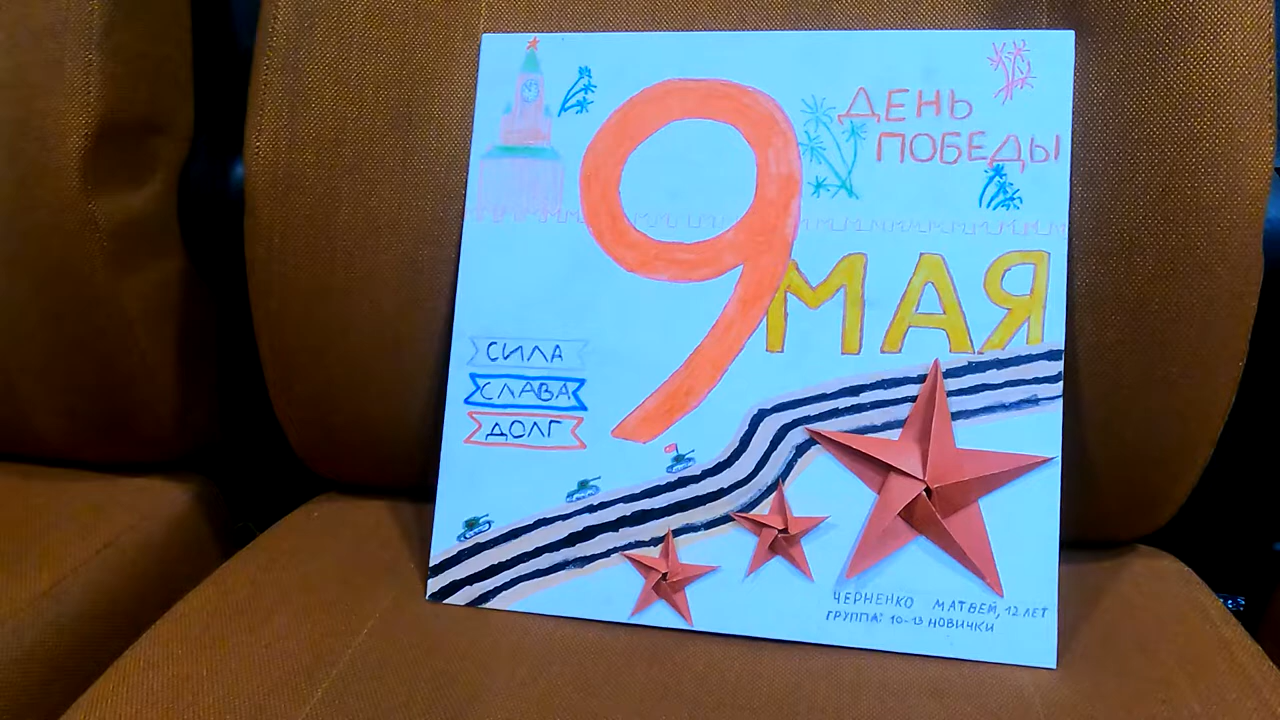 ДЕНЬ
ПОБЕДЫ
9 МАЯ
СИЛА
СЛАВА
ДОЛГ
ЧЕРНЕНКО МАТВЕЙ, 12 ЛЕТ
ГРУППА: 10-13 НОВИЧКИ